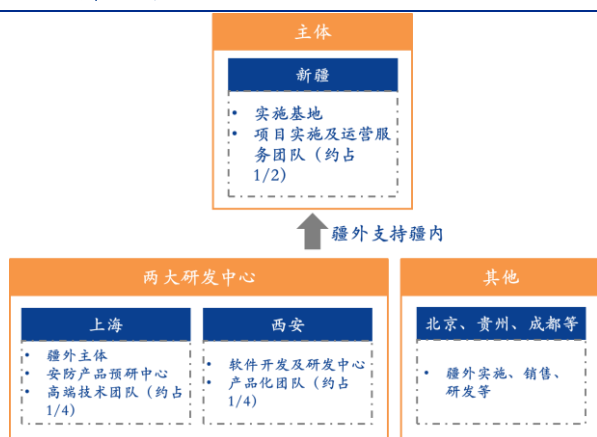 主体
新疆
• 实施基地
• 项目实施及运营服
务团队（约占
1/2）
疆外支持疆内
两大研发中心
上海
• 疆外主体
• 安防产品预研中心
• 高端技术团队（约占
1/4）
西安
• 软件开发及研发中心
• 产品化团队（约占
1/4）
其他
北京、贵州、成都等
• 疆外实施、销售、
研发等